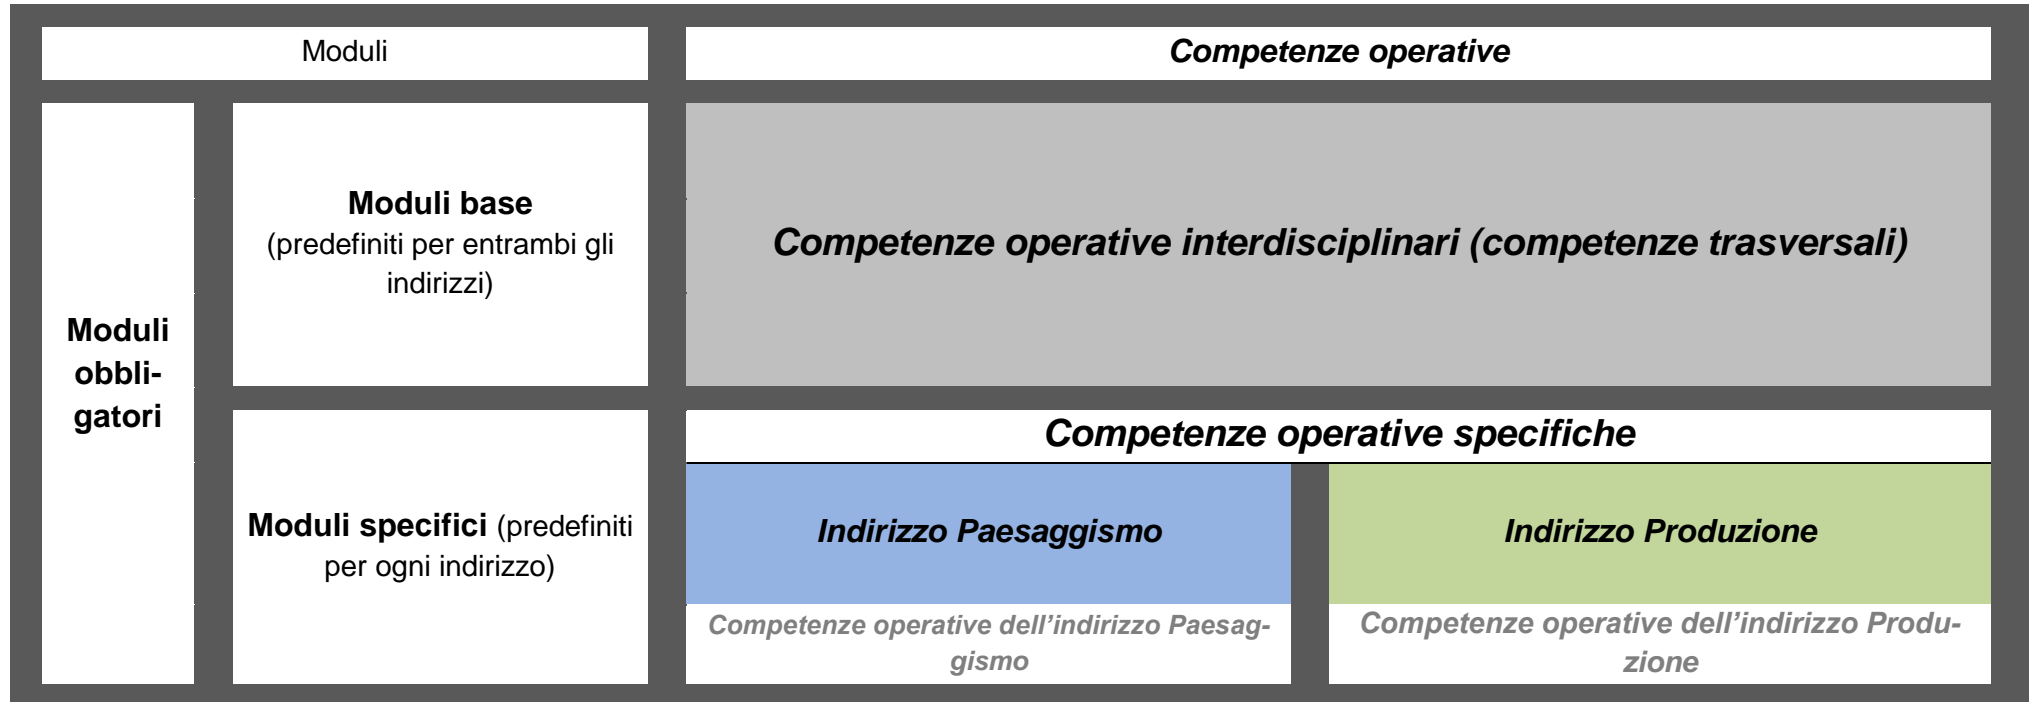 Moduli
Competenze operative
Moduli
obbli-
gatori
Moduli base
(predefiniti per entrambi gli
indirizzi)
Competenze operative interdisciplinari (competenze trasversali)
Moduli specifici (predefiniti
per ogni indirizzo)
Competenze operative specifiche
Indirizzo Paesaggismo
Indirizzo Produzione
Competenze operative dell’indirizzo Paesag-
gismo
Competenze operative dell’indirizzo Produ-
zione